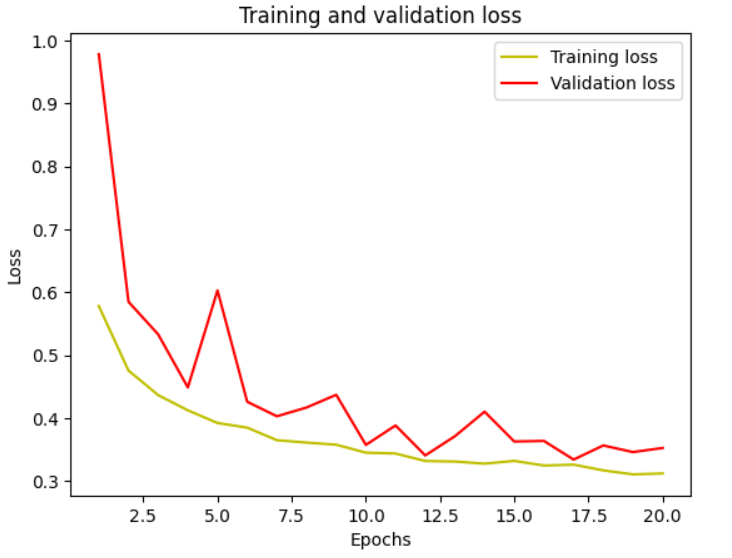 Training and validation loss
1.0
0.9
0.8
0.7
0.6
0.5
0.4
0.3
Loss
Training loss
Validation loss
2.5 5.0 7.5 10.0 12.5 15.0 17.5 20.0
Epochs